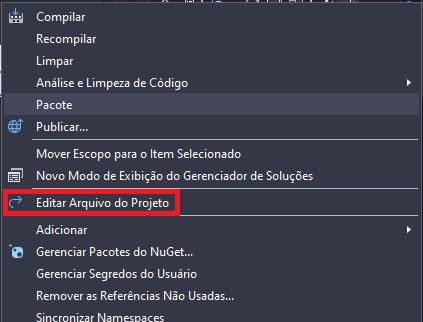 Compilar
Recompilar
Limpar
Análise e Limpeza de Código
Pacote
Publicar...
Mover Escopo para o Item Selecionado
Novo Modo de Exibição do Gerenciador de Soluções
Editar Arquivo do Projeto
Adicionar
Gerenciar Pacotes do NuGet...
Gerenciar Segredos do Usuário
Remover as Referências Não Usadas...
Sincronizar Namespaces